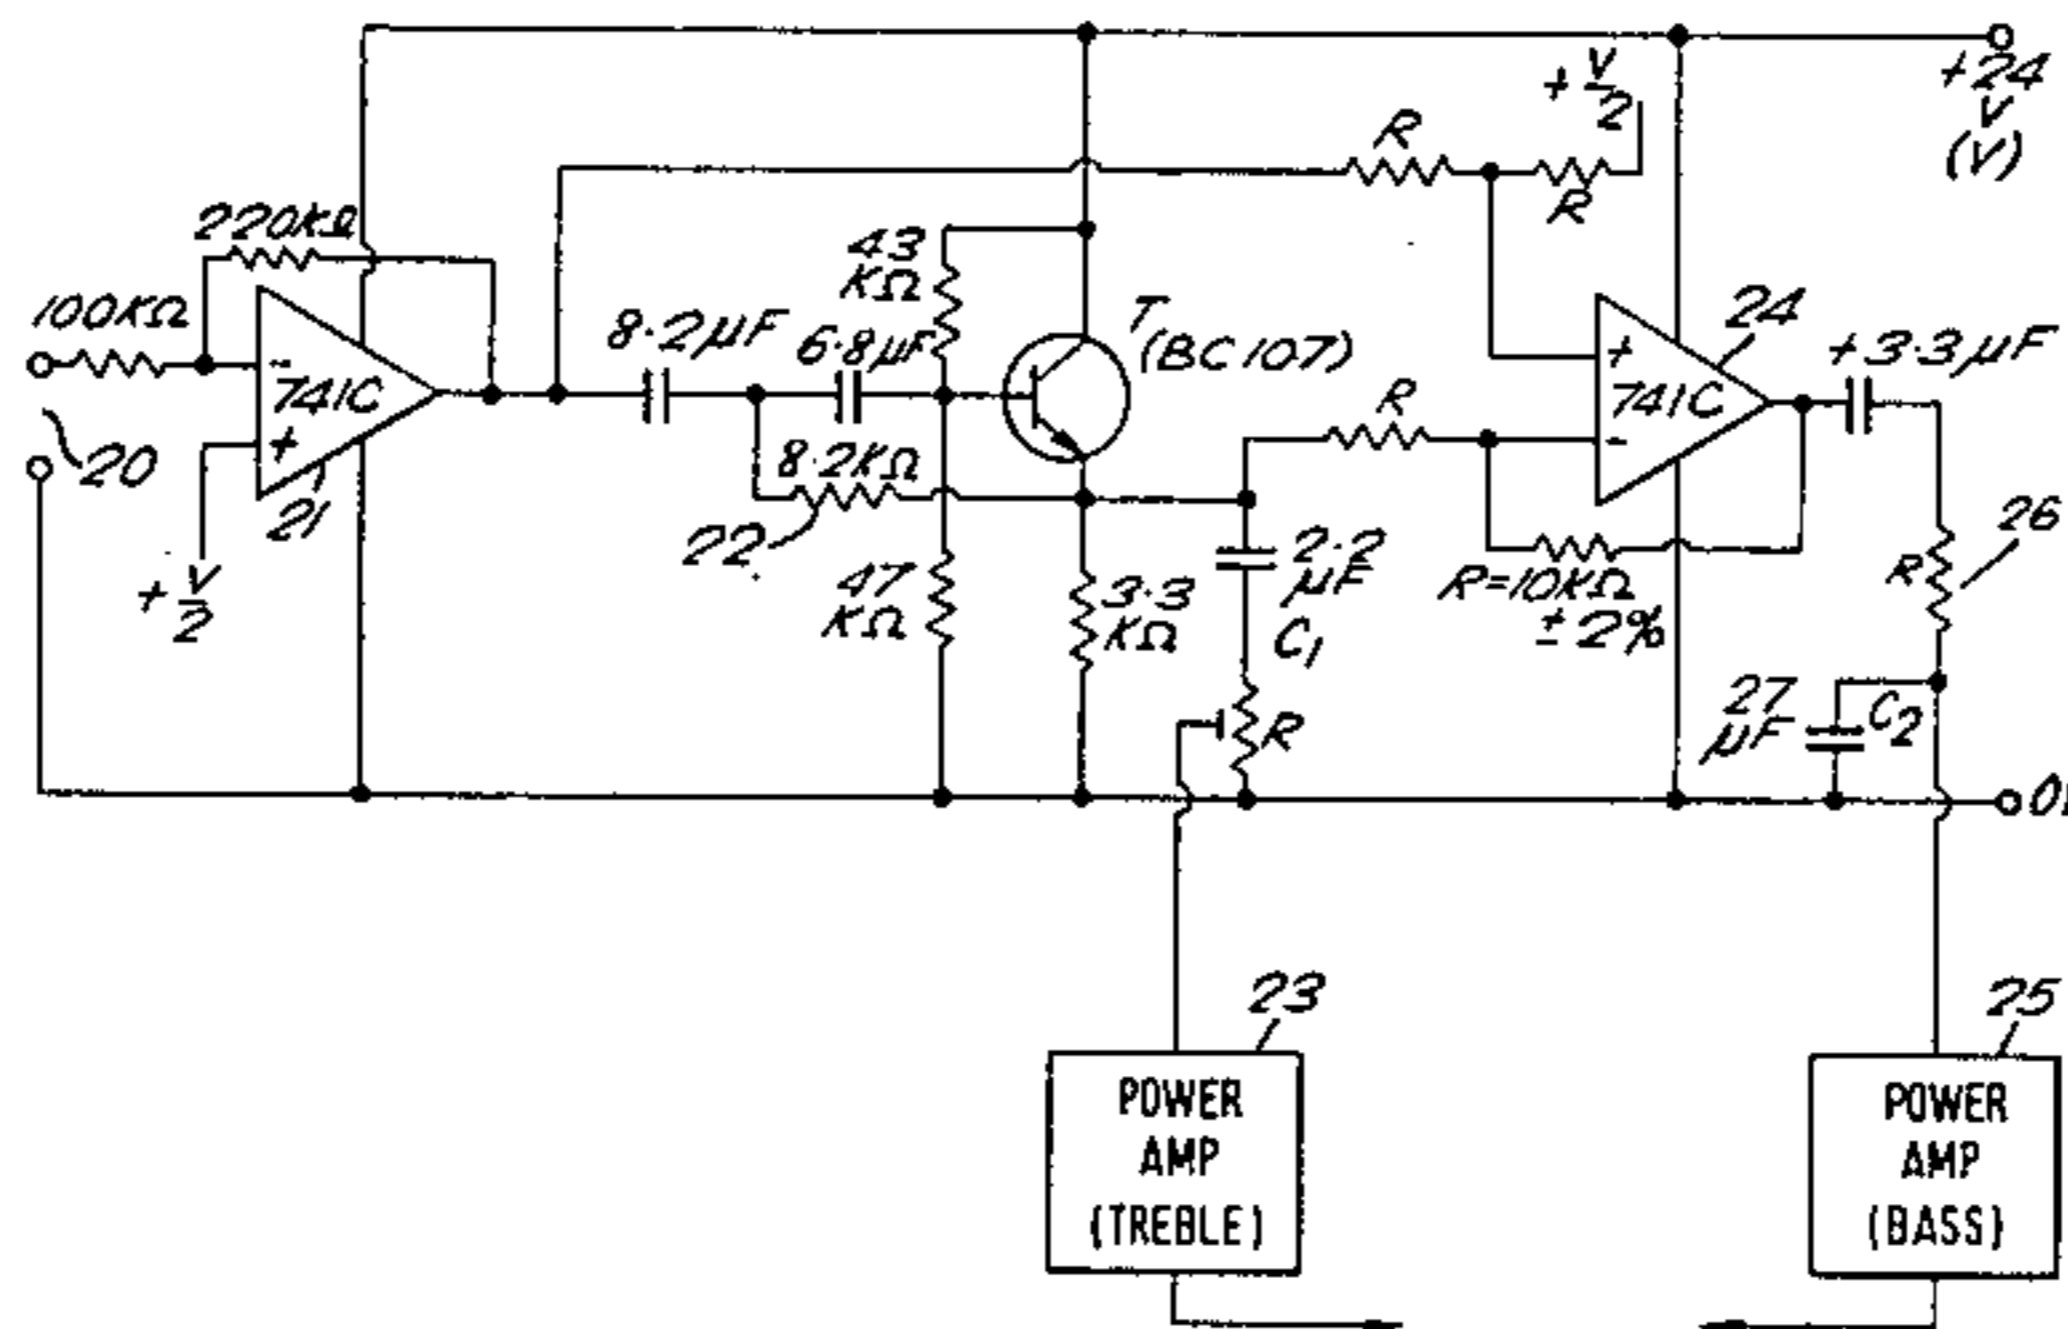 +24
V
(V)
+ V
2
R
R
220KΩ
43
KΩ
100KΩ
8.2μF
6.8μF
T
(BC107)
24
+3.3μF
-
741C
+
+
741C
-
R
20
21
8.2KΩ
22
+ V
2
47
KΩ
3.3
KΩ
2.2
μF
C1
R=10KΩ
±2%
26
R
R
27
μF
C2
23
25
POWER
AMP
(TREBLE)
POWER
AMP
(BASS)